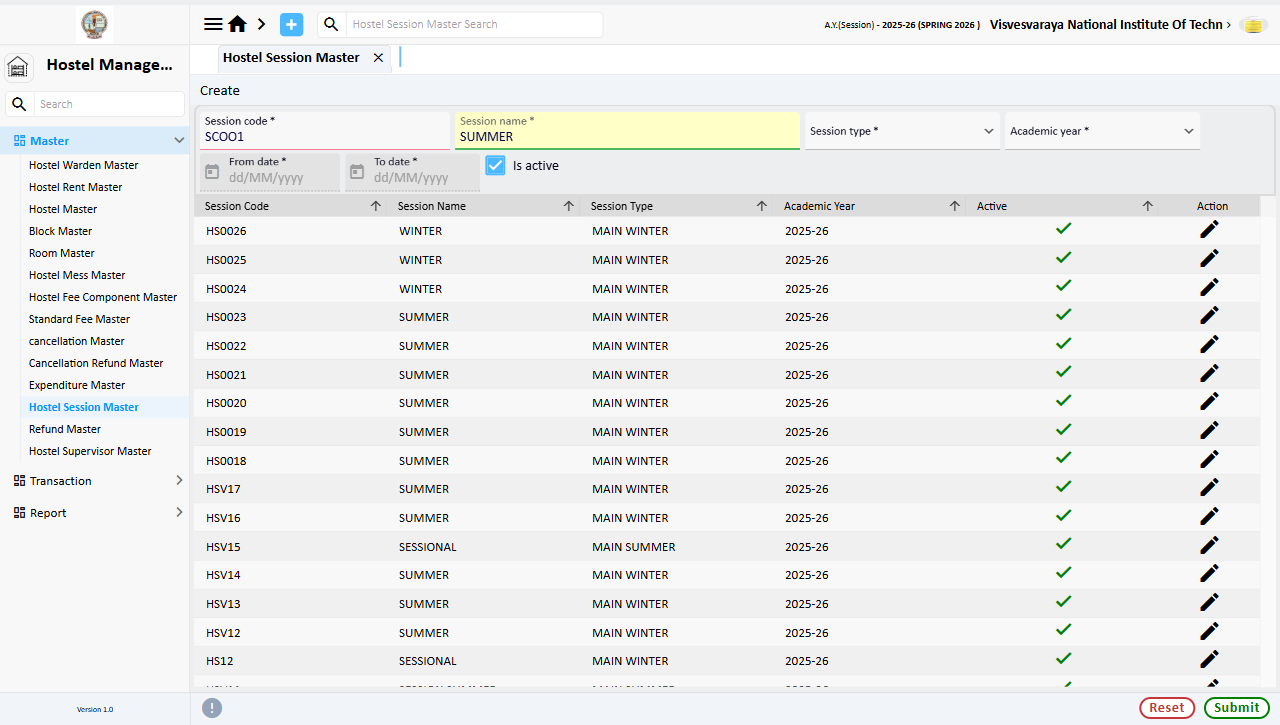 Hostel Session Master Search
A.Y.(Session) - 2025-26 (SPRING 2026 )
Visvesvaraya National Institute Of Techn
Hostel Manage...
Search
Master
Hostel Warden Master
Hostel Rent Master
Hostel Master
Block Master
Room Master
Hostel Mess Master
Hostel Fee Component Master
Standard Fee Master
cancellation Master
Cancellation Refund Master
Expenditure Master
Hostel Session Master
Refund Master
Hostel Supervisor Master
Transaction
Report
Version 1.0
Hostel Session Master
Create
Session code *
SCOO1
Session name *
SUMMER
Session type *
Academic year *
From date *
dd/MM/yyyy
To date *
dd/MM/yyyy
Is active
Session Code Session Name Session Type Academic Year Active Action
HS0026 WINTER MAIN WINTER 2025-26
HS0025 WINTER MAIN WINTER 2025-26
HS0024 WINTER MAIN WINTER 2025-26
HS0023 SUMMER MAIN WINTER 2025-26
HS0022 SUMMER MAIN WINTER 2025-26
HS0021 SUMMER MAIN WINTER 2025-26
HS0020 SUMMER MAIN WINTER 2025-26
HS0019 SUMMER MAIN WINTER 2025-26
HS0018 SUMMER MAIN WINTER 2025-26
HSV17 SUMMER MAIN WINTER 2025-26
HSV16 SUMMER MAIN WINTER 2025-26
HSV15 SESSIONAL MAIN SUMMER 2025-26
HSV14 SUMMER MAIN WINTER 2025-26
HSV13 SUMMER MAIN WINTER 2025-26
HSV12 SUMMER MAIN WINTER 2025-26
HS12 SESSIONAL MAIN WINTER 2025-26
Reset
Submit